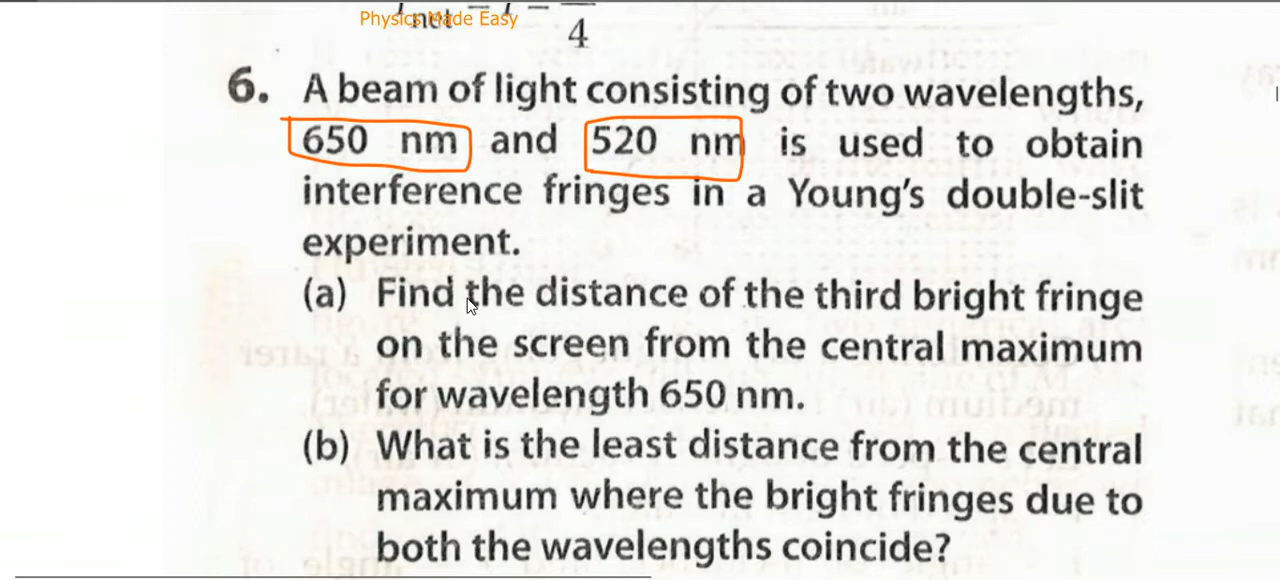 Physics Made Easy
4
6. A beam of light consisting of two wavelengths,
650 nm and 520 nm is used to obtain
interference fringes in a Young's double-slit
experiment.
(a) Find the distance of the third bright fringe
on the screen from the central maximum
for wavelength 650 nm.
(b) What is the least distance from the central
maximum where the bright fringes due to
both the wavelengths coincide?